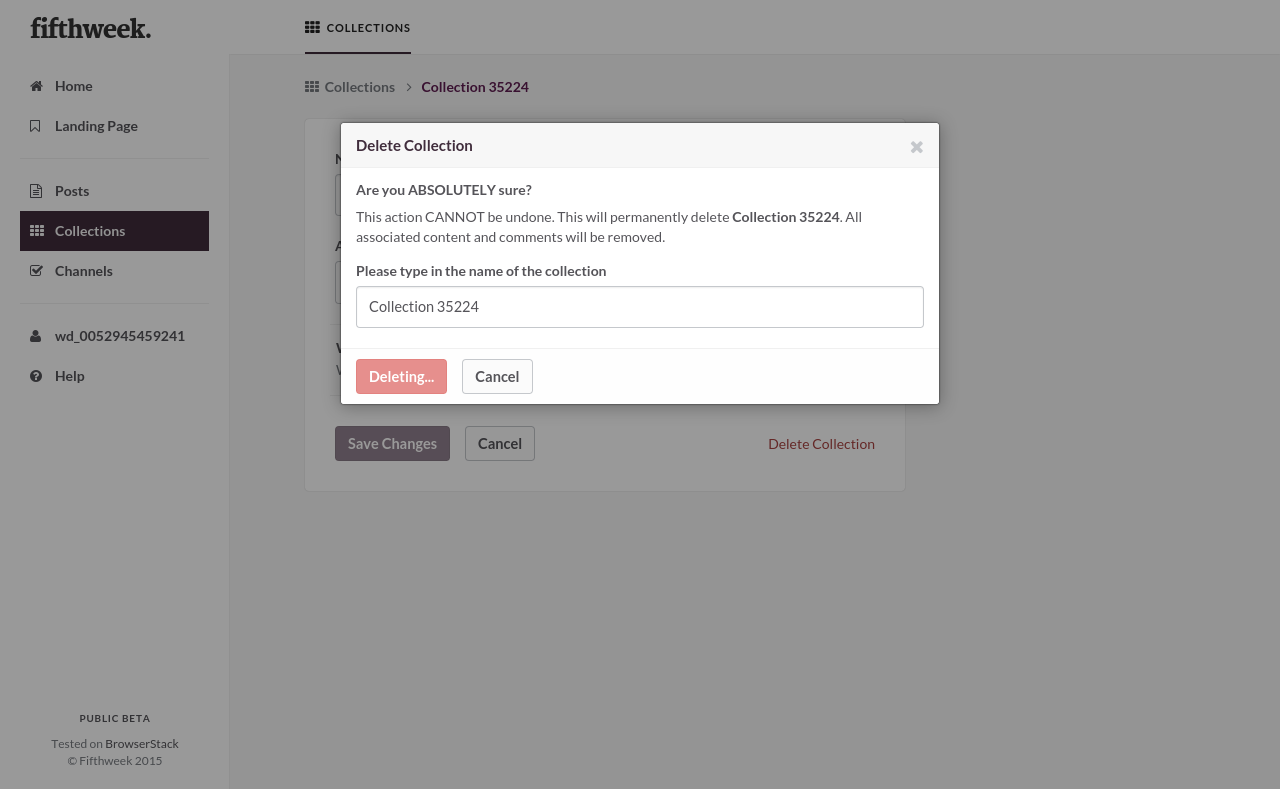 fifthweek.
COLLECTIONS
Home
Landing Page
Posts
Collections
Channels
wd_0052945459241
Help
Collections
Collection 35224
Delete Collection
Are you ABSOLUTELY sure?
This action CANNOT be undone. This will permanently delete Collection 35224. All
associated content and comments will be removed.
Please type in the name of the collection
Collection 35224
Deleting...
Cancel
Save Changes
Cancel
Delete Collection
PUBLIC BETA
Tested on BrowserStack
© Fifthweek 2015